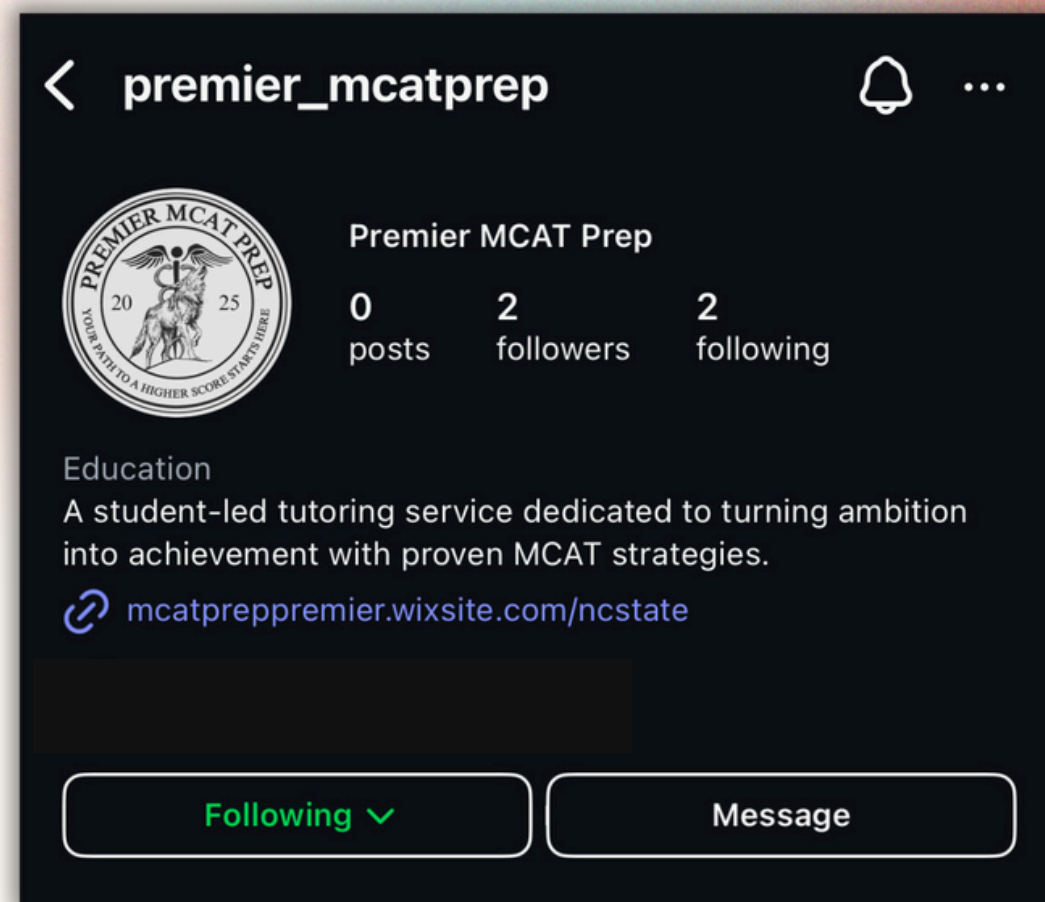 premier_mcatprep
PREMIER MCAT PREP
20 25
YOUR PATH TO A HIGHER SCORE STARTS HERE
Premier MCAT Prep
0 2 2
posts followers following
Education
A student-led tutoring service dedicated to turning ambition
into achievement with proven MCAT strategies.
mcatpreppremier.wixsite.com/ncstate
Following Message